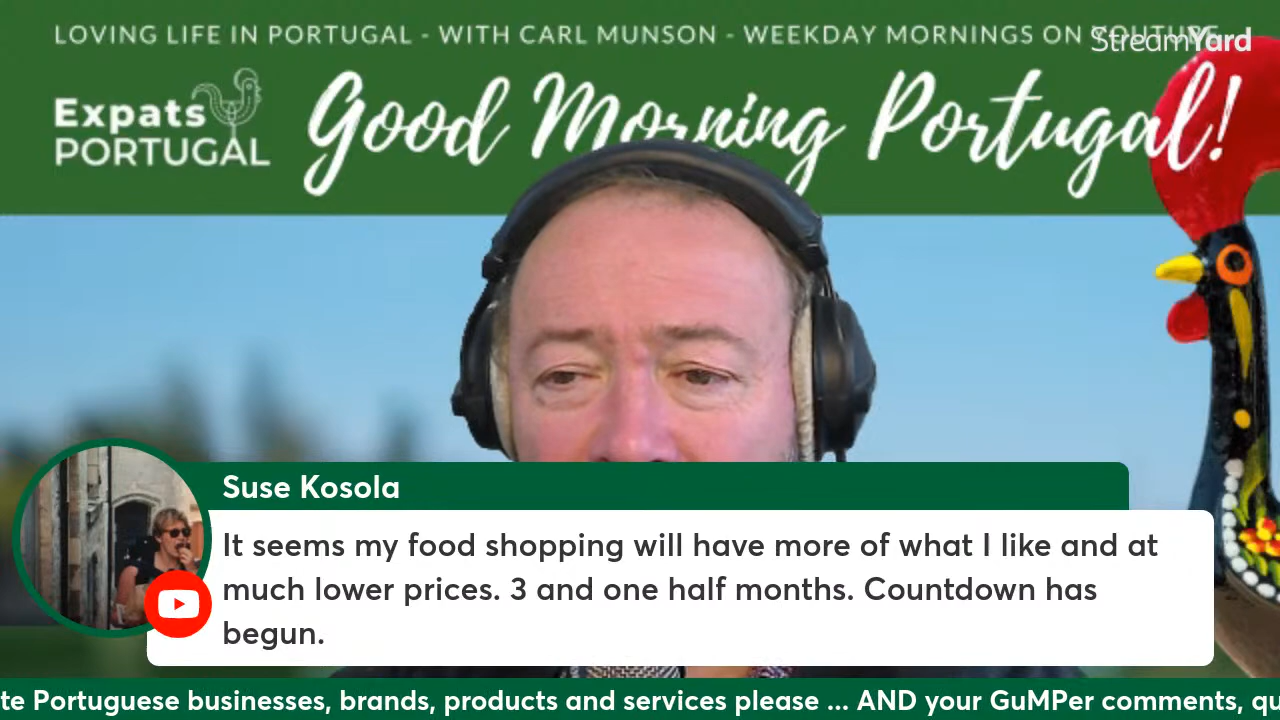 LOVING LIFE IN PORTUGAL - WITH CARL MUNSON - WEEKDAY MORNINGS ON YOUTUBE
StreamYard
Expats
PORTUGAL
Good Morning Portugal!
Suse Kosola
It seems my food shopping will have more of what I like and at
much lower prices. 3 and one half months. Countdown has
begun.
te Portuguese businesses, brands, products and services please ... AND your GuMPer comments, qu